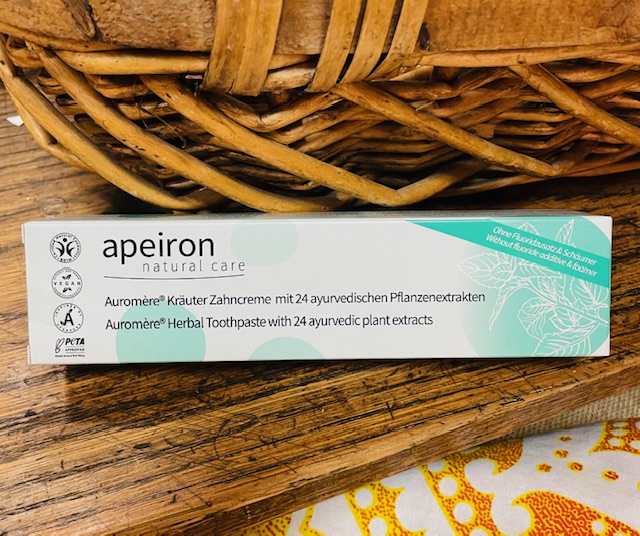 apeiron
natural care
Ohne Fluoridzusatz & Schäumer
Without fluoride additive & foamer
Auromère® Kräuter Zahncreme mit 24 ayurvedischen Pflanzenextrakten
Auromère® Herbal Toothpaste with 24 ayurvedic plant extracts
BDIH
VEGAN
PeTA